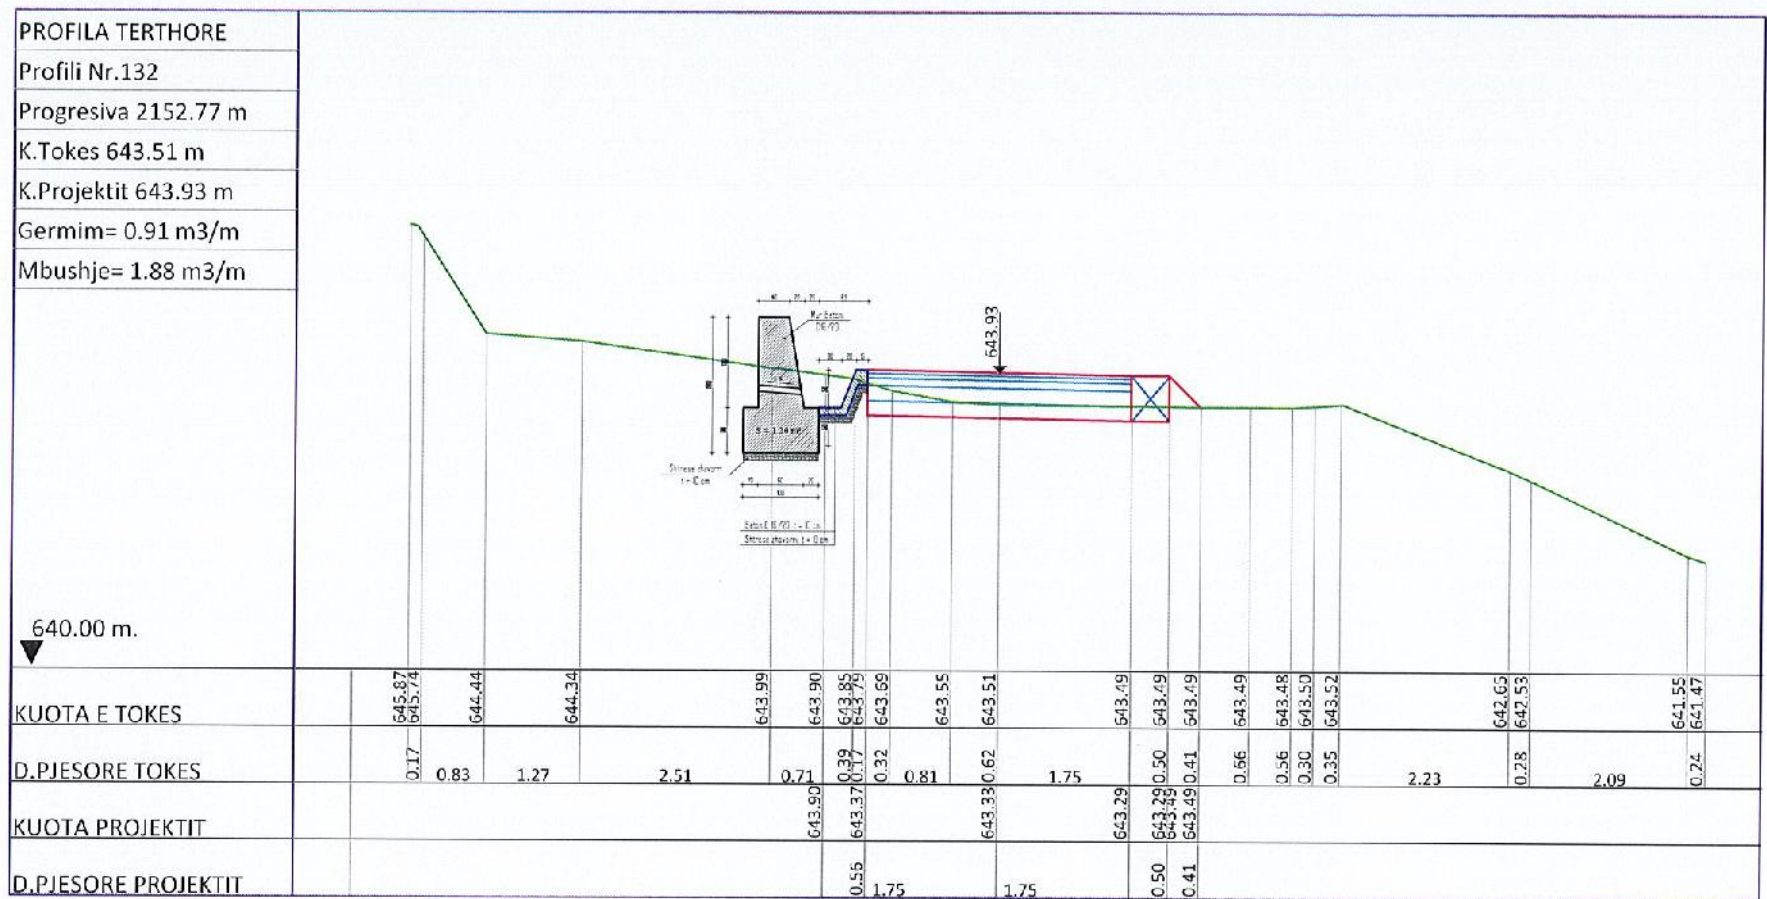 PROFILA TERTHORE
Profili Nr.132
Progresiva 2152.77 m
K.Tokes 643.51 m
K.Projektit 643.93 m
Germim= 0.91 m3/m
Mbushje= 1.88 m3/m
Mur Beton
643.93
640.00 m.
KUOTA E TOKES 645.87 645.74 644.44 644.34 643.99 643.90 643.85 643.79 643.69 643.55 643.51 643.49 643.49 643.49 643.49 643.48 643.50 643.52 642.65 642.53 641.55 641.47
D.PJESORE TOKES 0.17 0.83 1.27 2.51 0.71 0.39 0.17 0.32 0.81 0.62 1.75 0.50 0.41 0.66 0.56 0.30 0.35 2.23 0.28 2.09 0.24
KUOTA PROJEKTIT 643.90 643.37 643.33 643.29 643.29 643.49 643.49
D.PJESORE PROJEKTIT 0.55 1.75 1.75 0.50 0.41